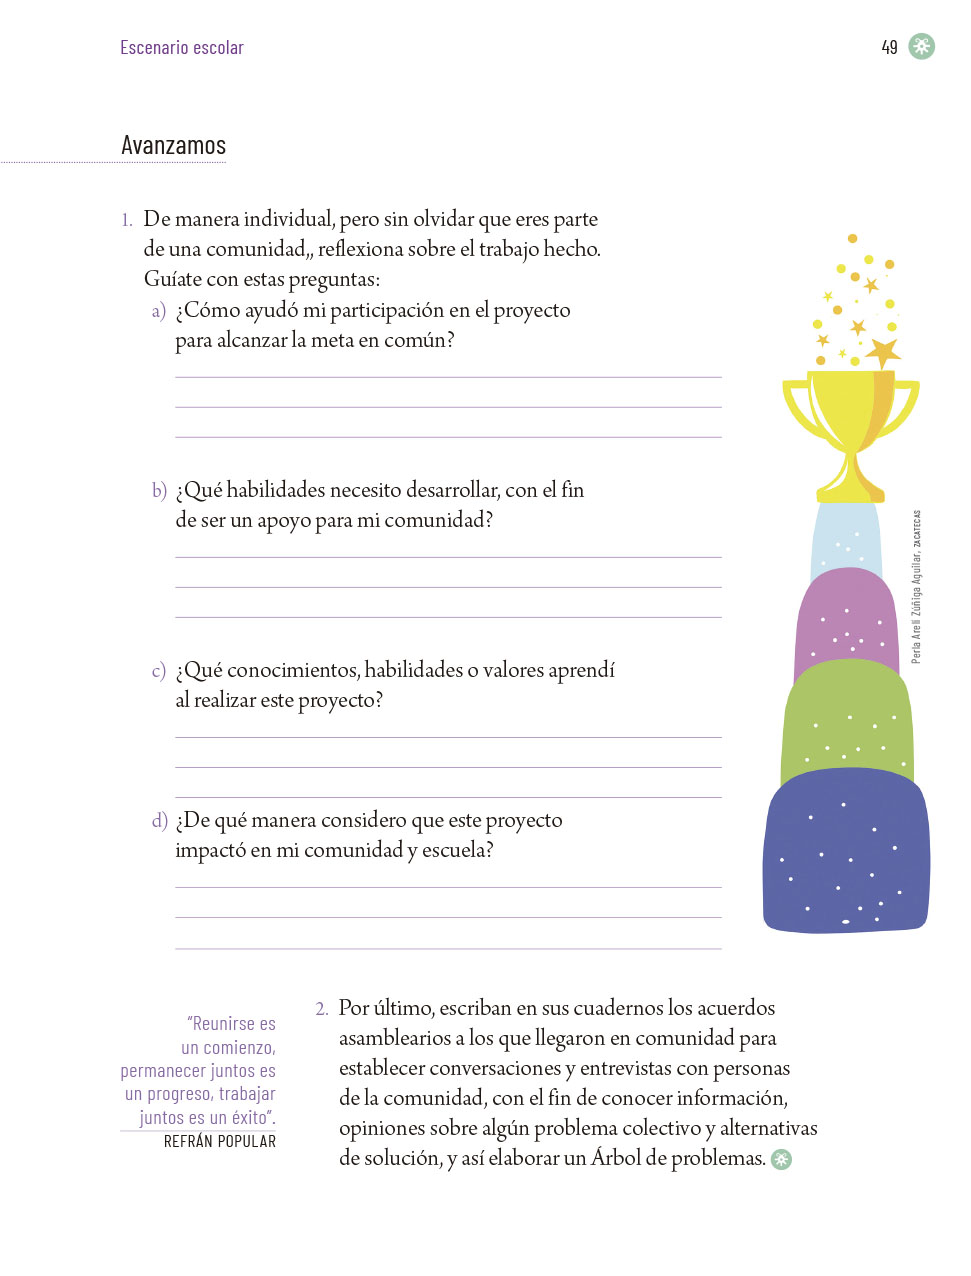 Escenario escolar
49
Avanzamos
1. De manera individual, pero sin olvidar que eres parte
de una comunidad,, reflexiona sobre el trabajo hecho.
Guíate con estas preguntas:
a) ¿Cómo ayudó mi participación en el proyecto
para alcanzar la meta en común?
b) ¿Qué habilidades necesito desarrollar, con el fin
de ser un apoyo para mi comunidad?
c) ¿Qué conocimientos, habilidades o valores aprendí
al realizar este proyecto?
d) ¿De qué manera considero que este proyecto
impactó en mi comunidad y escuela?
Perla Areli Zúñiga Aguilar, ZACATECAS
"Reunirse es
un comienzo,
permanecer juntos es
un progreso, trabajar
juntos es un éxito".
REFRÁN POPULAR
2. Por último, escriban en sus cuadernos los acuerdos
asamblearios a los que llegaron en comunidad para
establecer conversaciones y entrevistas con personas
de la comunidad, con el fin de conocer información,
opiniones sobre algún problema colectivo y alternativas
de solución, y así elaborar un Árbol de problemas.